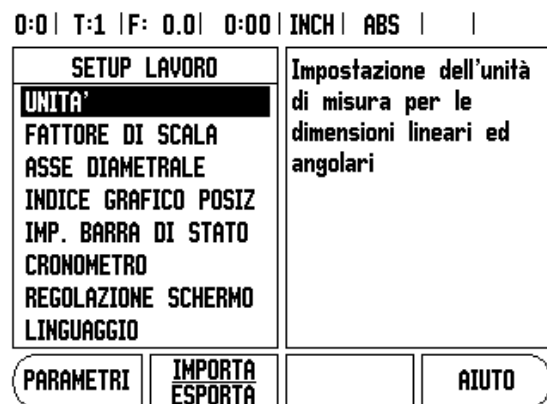 0:0| T:1 |F: 0.0| 0:00| INCH| ABS | |
SETUP LAVORO
UNITA'
FATTORE DI SCALA
ASSE DIAMETRALE
INDICE GRAFICO POSIZ
IMP. BARRA DI STATO
CRONOMETRO
REGOLAZIONE SCHERMO
LINGUAGGIO
Impostazione dell'unità
di misura per le
dimensioni lineari ed
angolari
PARAMETRI
IMPORTA
ESPORTA
AIUTO